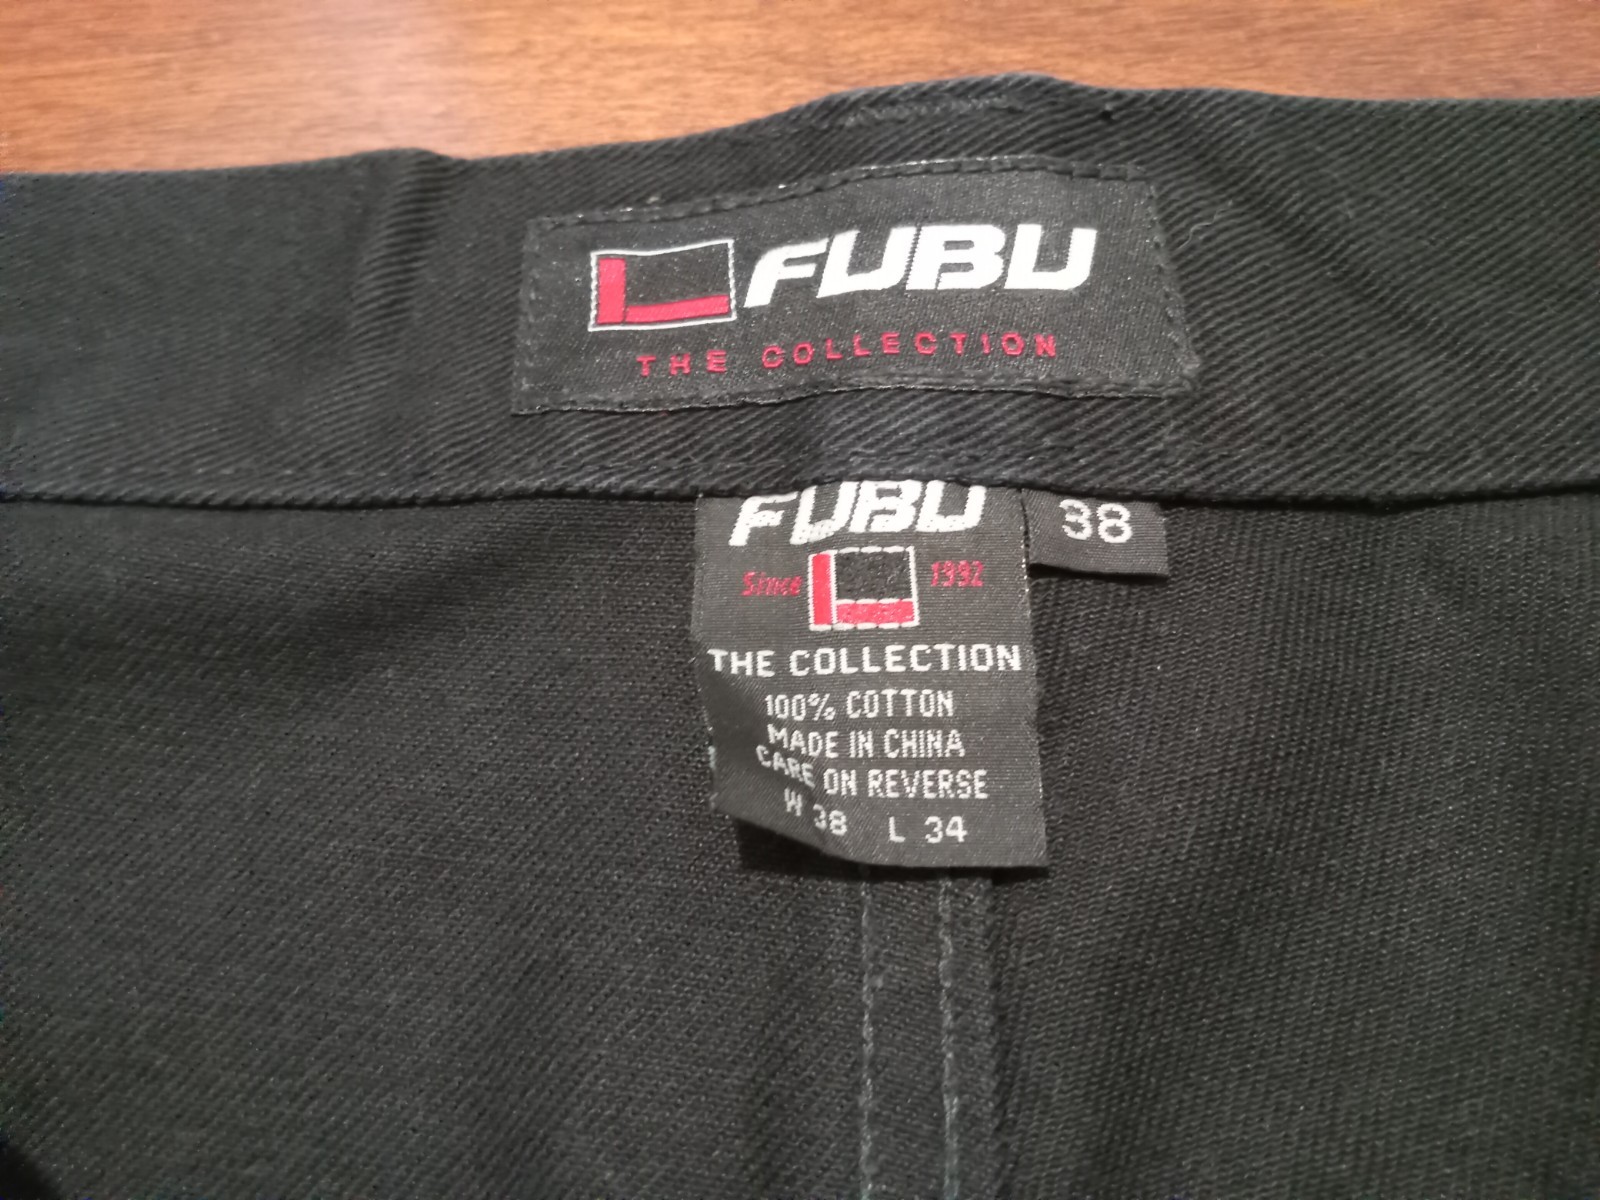 FUBU
THE COLLECTION
FUBU
38
Since 1992
THE COLLECTION
100% COTTON
MADE IN CHINA
CARE ON REVERSE
W 38 L 34